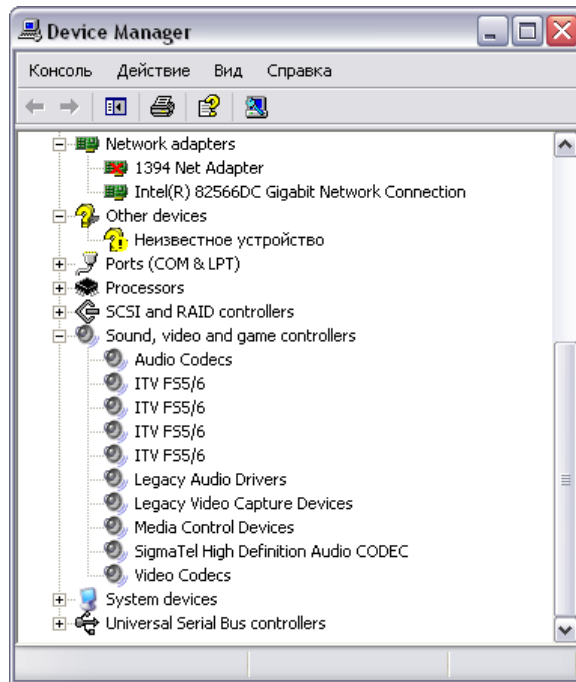 Device Manager
Консоль Действие Вид Справка
Network adapters
1394 Net Adapter
Intel(R) 82566DC Gigabit Network Connection
Other devices
Неизвестное устройство
Ports (COM & LPT)
Processors
SCSI and RAID controllers
Sound, video and game controllers
Audio Codecs
ITV FS5/6
ITV FS5/6
ITV FS5/6
ITV FS5/6
Legacy Audio Drivers
Legacy Video Capture Devices
Media Control Devices
SigmaTel High Definition Audio CODEC
Video Codecs
System devices
Universal Serial Bus controllers